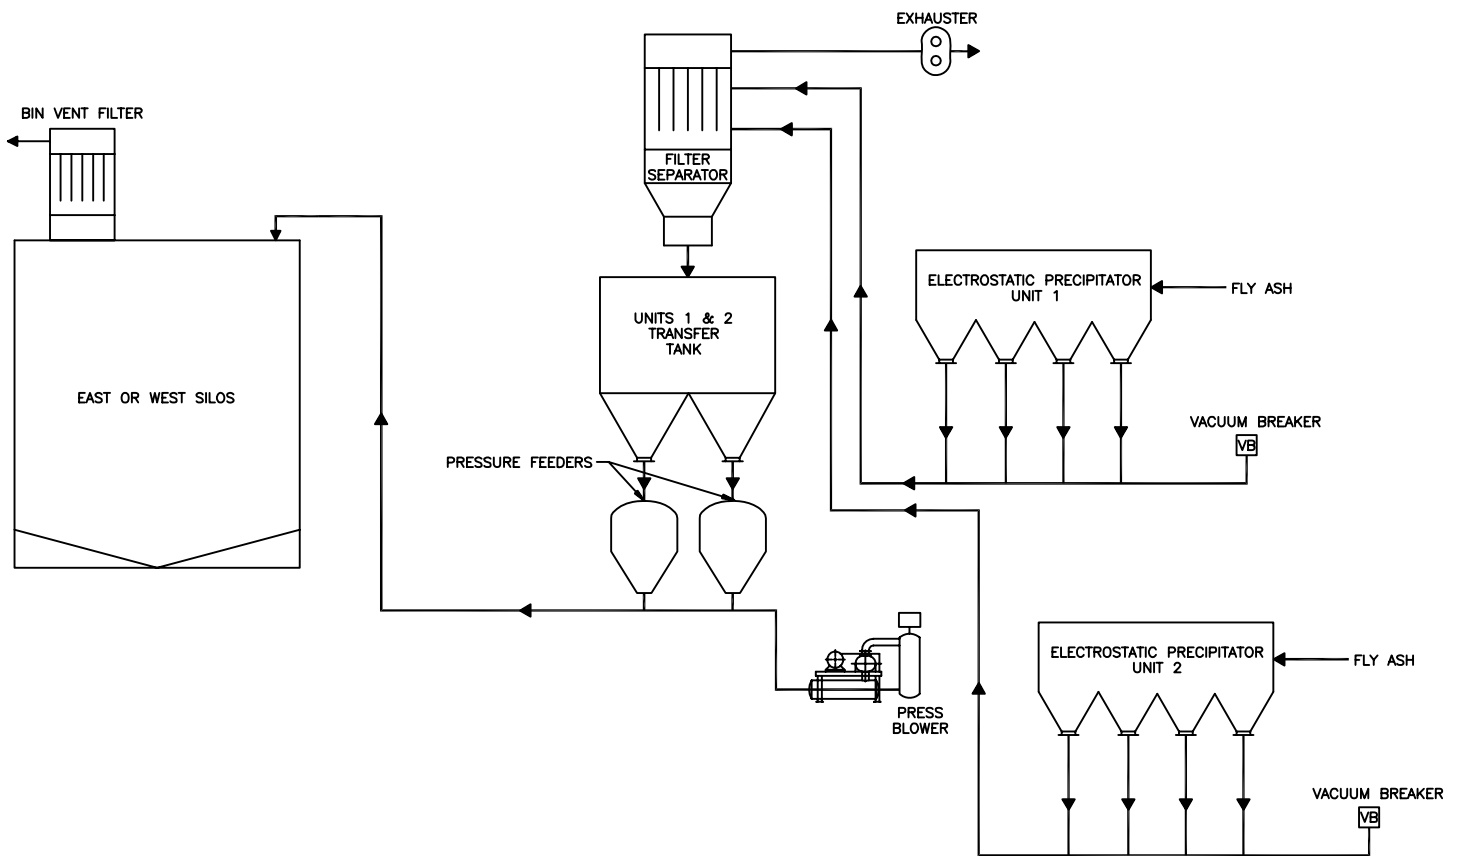 EXHAUSTER
BIN VENT FILTER
FILTER
SEPARATOR
ELECTROSTATIC PRECIPITATOR
UNIT 1
FLY ASH
UNITS 1 & 2
TRANSFER
TANK
EAST OR WEST SILOS
VACUUM BREAKER
VB
PRESSURE FEEDERS
ELECTROSTATIC PRECIPITATOR
UNIT 2
FLY ASH
PRESS
BLOWER
VACUUM BREAKER
VB